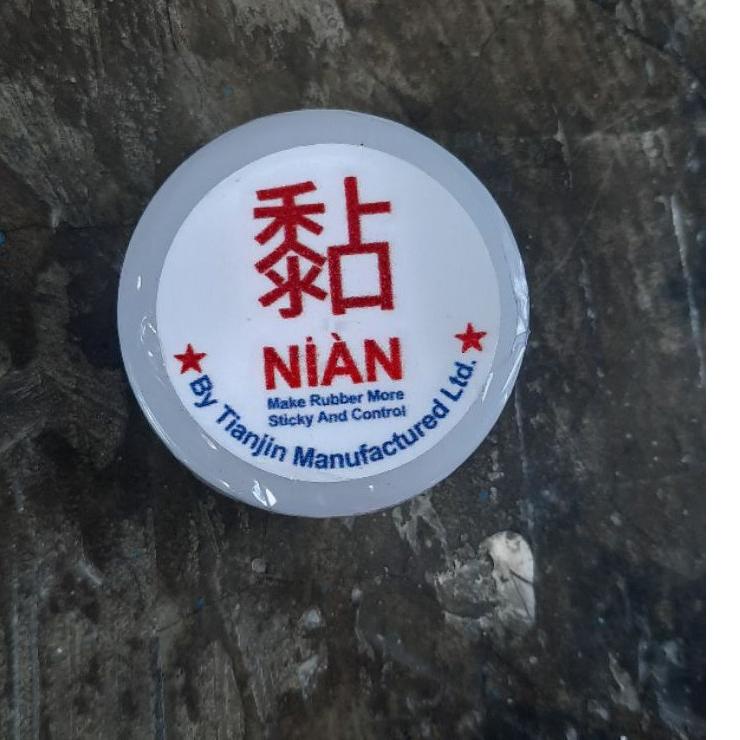 黏
NIÀN
Make Rubber More
Sticky And Control
By Tianjin Manufactured Ltd.